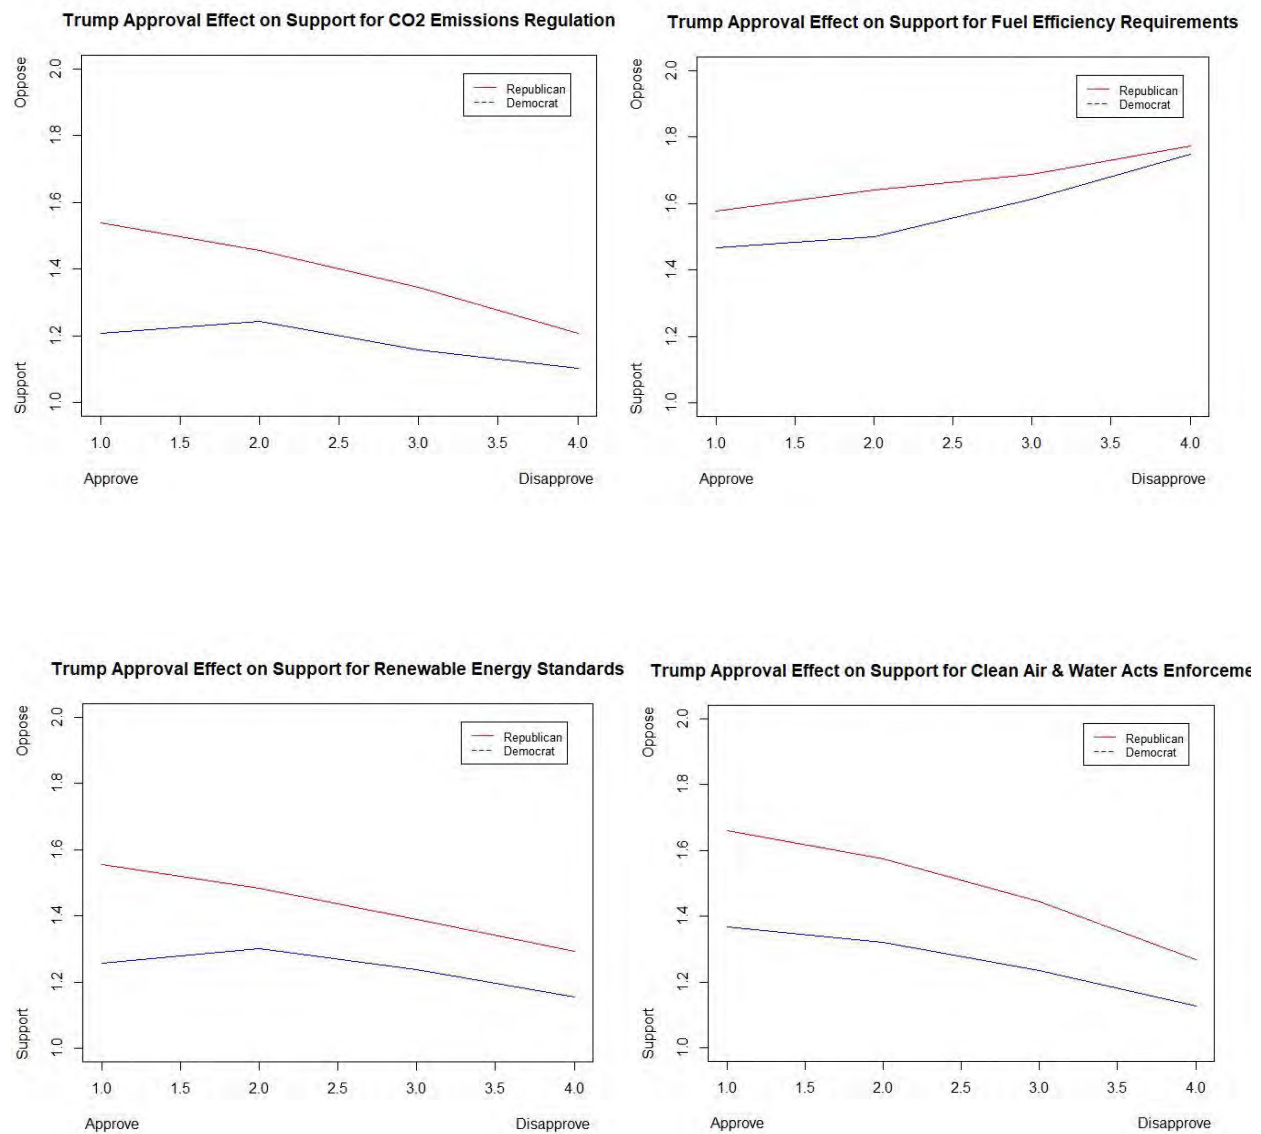 Trump Approval Effect on Support for CO2 Emissions Regulation
Oppose
Support
2.0
1.8
1.6
1.4
1.2
1.0
Republican
Democrat
1.0 1.5 2.0 2.5 3.0 3.5 4.0
Approve Disapprove
Trump Approval Effect on Support for Fuel Efficiency Requirements
Oppose
Support
2.0
1.8
1.6
1.4
1.2
1.0
Republican
Democrat
1.0 1.5 2.0 2.5 3.0 3.5 4.0
Approve Disapprove
Trump Approval Effect on Support for Renewable Energy Standards
Oppose
Support
2.0
1.8
1.6
1.4
1.2
1.0
Republican
Democrat
1.0 1.5 2.0 2.5 3.0 3.5 4.0
Approve Disapprove
Trump Approval Effect on Support for Clean Air & Water Acts Enforceme
Oppose
Support
2.0
1.8
1.6
1.4
1.2
1.0
Republican
Democrat
1.0 1.5 2.0 2.5 3.0 3.5 4.0
Approve Disapprove